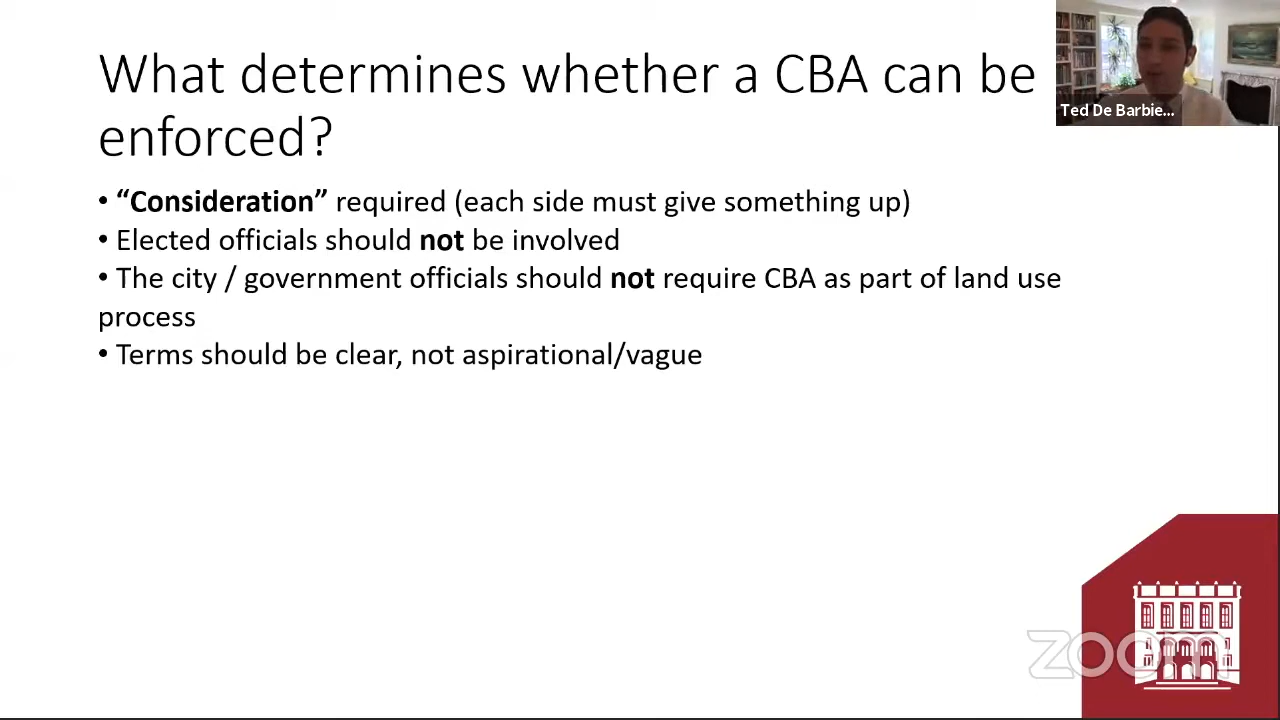 What determines whether a CBA can be
enforced?
• “Consideration” required (each side must give something up)
• Elected officials should not be involved
• The city / government officials should not require CBA as part of land use
process
• Terms should be clear, not aspirational/vague
Ted De Barbie...
zoom